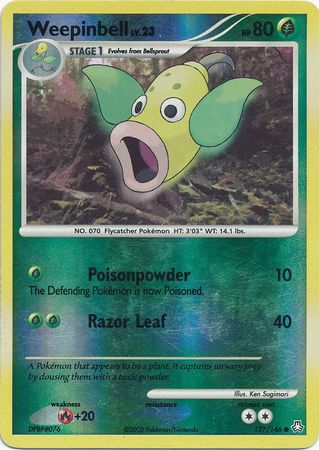 Weepinbell LV.23 HP 80
STAGE 1 Evolves from Bellsprout
NO. 070 Flycatcher Pokémon HT: 3'03" WT: 14.1 lbs.
Poisonpowder 10
The Defending Pokémon is now Poisoned.
Razor Leaf 40
A Pokémon that appears to be a plant. It captures unwary prey
by dousing them with a toxic powder.
weakness resistance retreat cost
+20
DPBP#076 ©2008 Pokémon/Nintendo 127/146